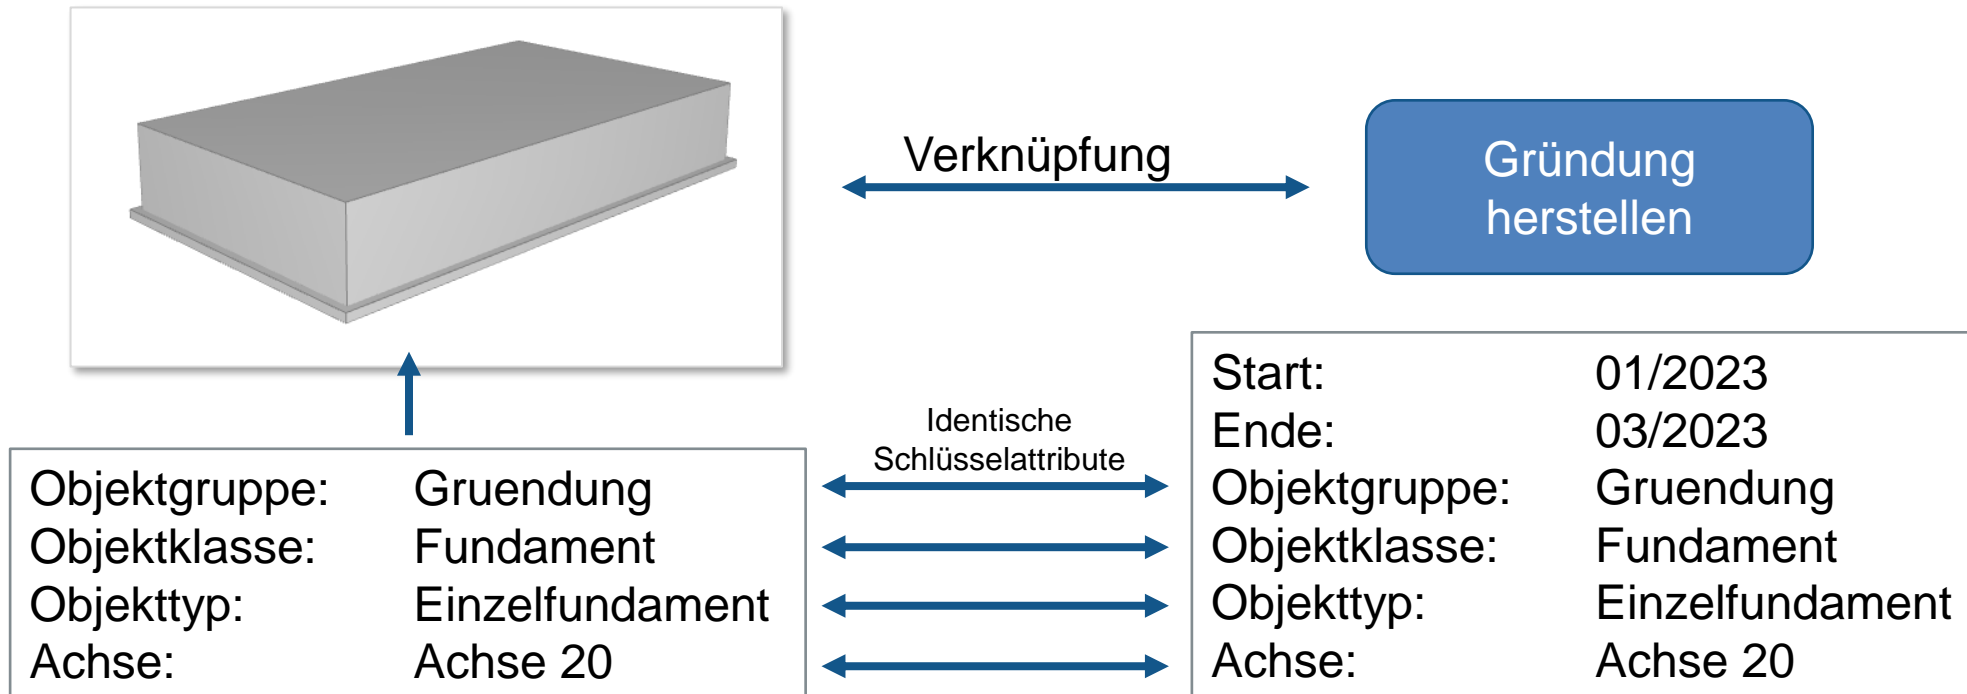 Verknüpfung
Gründung
herstellen
Identische
Schlüsselattribute
Objektgruppe: Gruendung
Objektklasse: Fundament
Objekttyp: Einzelfundament
Achse: Achse 20
Start: 01/2023
Ende: 03/2023
Objektgruppe: Gruendung
Objektklasse: Fundament
Objekttyp: Einzelfundament
Achse: Achse 20